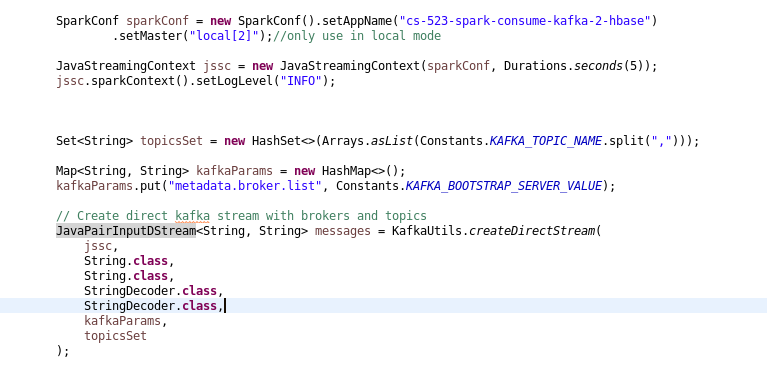 SparkConf sparkConf = new SparkConf().setAppName("cs-523-spark-consume-kafka-2-hbase")
.setMaster("local[2]");//only use in local mode
JavaStreamingContext jssc = new JavaStreamingContext(sparkConf, Durations.seconds(5));
jssc.sparkContext().setLogLevel("INFO");
Set<String> topicsSet = new HashSet<>(Arrays.asList(Constants.KAFKA_TOPIC_NAME.split(",")));
Map<String, String> kafkaParams = new HashMap<>();
kafkaParams.put("metadata.broker.list", Constants.KAFKA_BOOTSTRAP_SERVER_VALUE);
// Create direct kafka stream with brokers and topics
JavaPairInputDStream<String, String> messages = KafkaUtils.createDirectStream(
jssc,
String.class,
String.class,
StringDecoder.class,
StringDecoder.class,
kafkaParams,
topicsSet
);